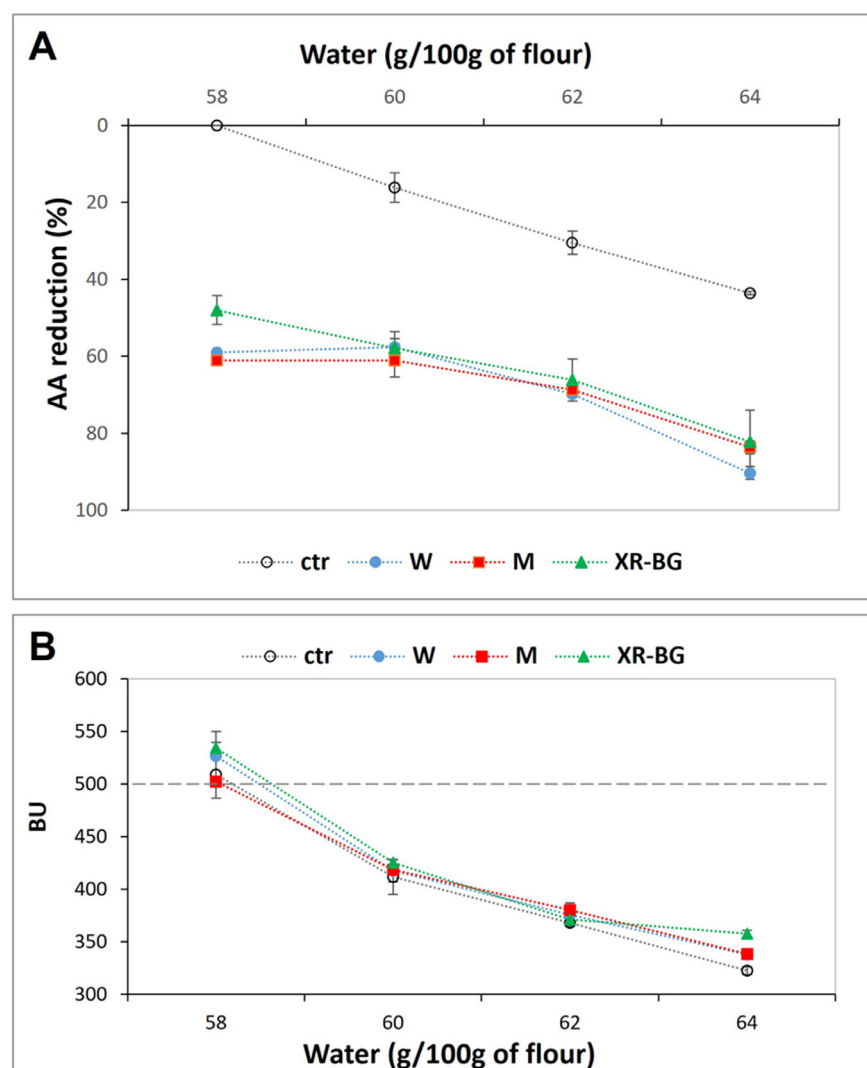 A
Water (g/100g of flour)
58 60 62 64
AA reduction (%)
0
20
40
60
80
100
ctr W M XR-BG
B
ctr W M XR-BG
BU
600
550
500
450
400
350
300
58 60 62 64
Water (g/100g of flour)